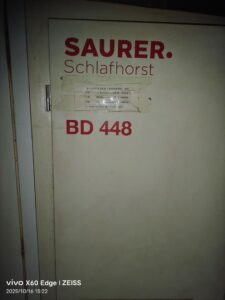 SAURER.
Schlafhorst
BD 448
vivo X60 Edge | ZEISS
2025/10/16 15:22